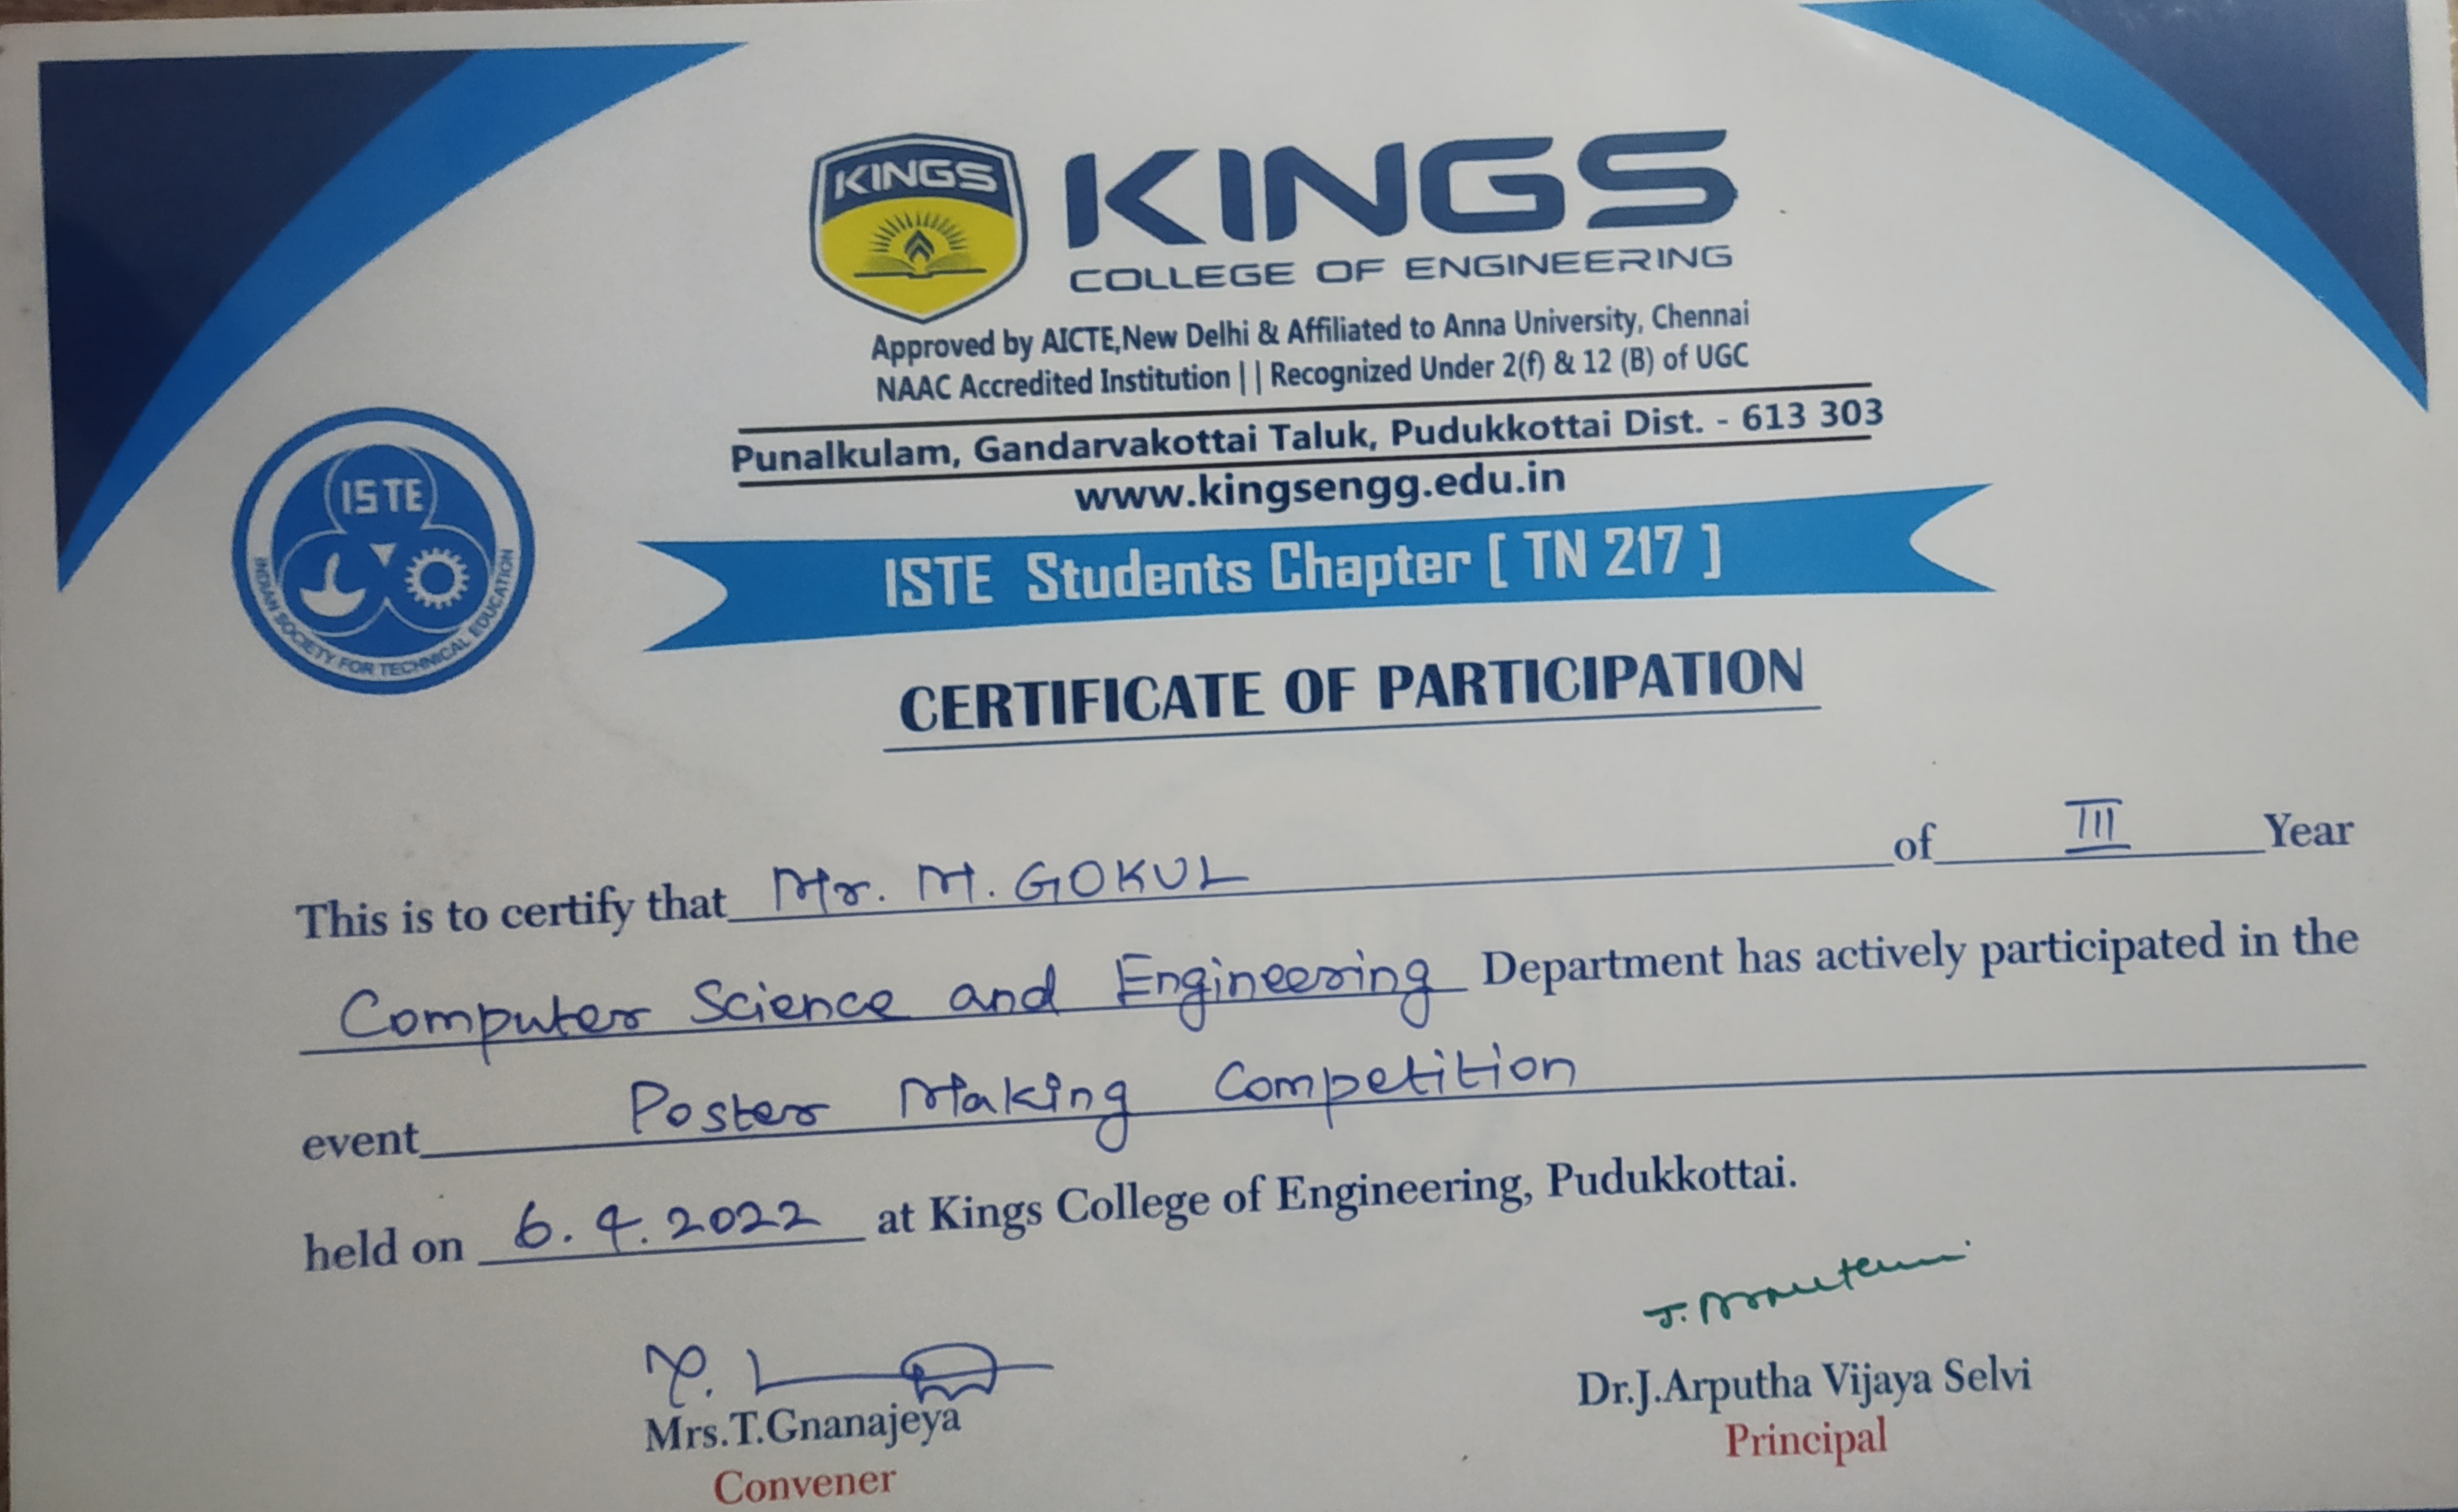 KINGS
KINGS
COLLEGE OF ENGINEERING
Approved by AICTE,New Delhi & Affiliated to Anna University, Chennai
NAAC Accredited Institution || Recognized Under 2(f) & 12 (B) of UGC
Punalkulam, Gandarvakottai Taluk, Pudukkottai Dist. - 613 303
www.kingsengg.edu.in
ISTE
INDIAN SOCIETY FOR TECHNICAL EDUCATION
ISTE Students Chapter [ TN 217 ]
CERTIFICATE OF PARTICIPATION
This is to certify that Mr. M. GOKUL of III Year
Computer Science and Engineering Department has actively participated in the
event Poster Making Competition
held on 6.4.2022 at Kings College of Engineering, Pudukkottai.
Mrs.T.Gnanajeya
Convener
Dr.J.Arputha Vijaya Selvi
Principal